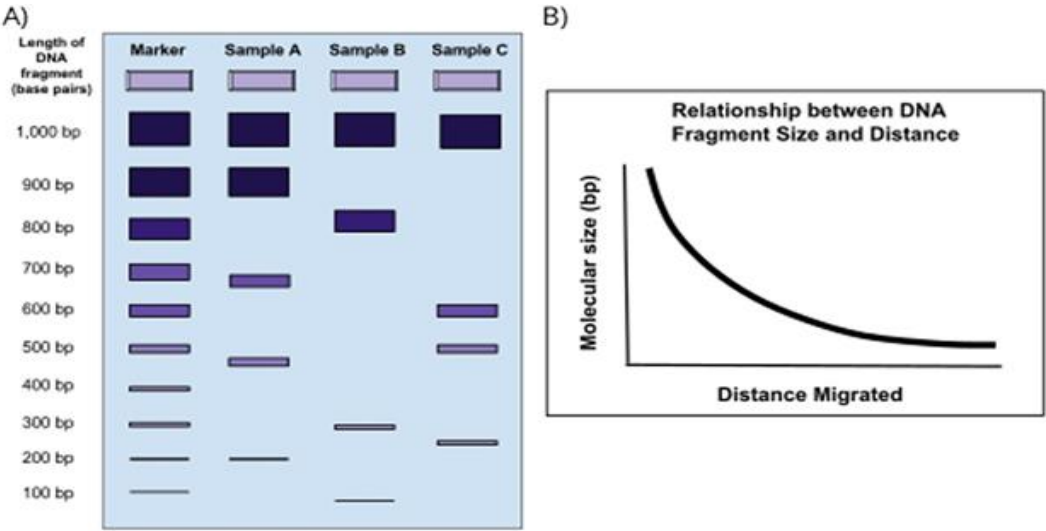 A)
Length of
DNA
fragment
(base pairs)
Marker
Sample A
Sample B
Sample C
1,000 bp
900 bp
800 bp
700 bp
600 bp
500 bp
400 bp
300 bp
200 bp
100 bp
B)
Relationship between DNA
Fragment Size and Distance
Molecular size (bp)
Distance Migrated